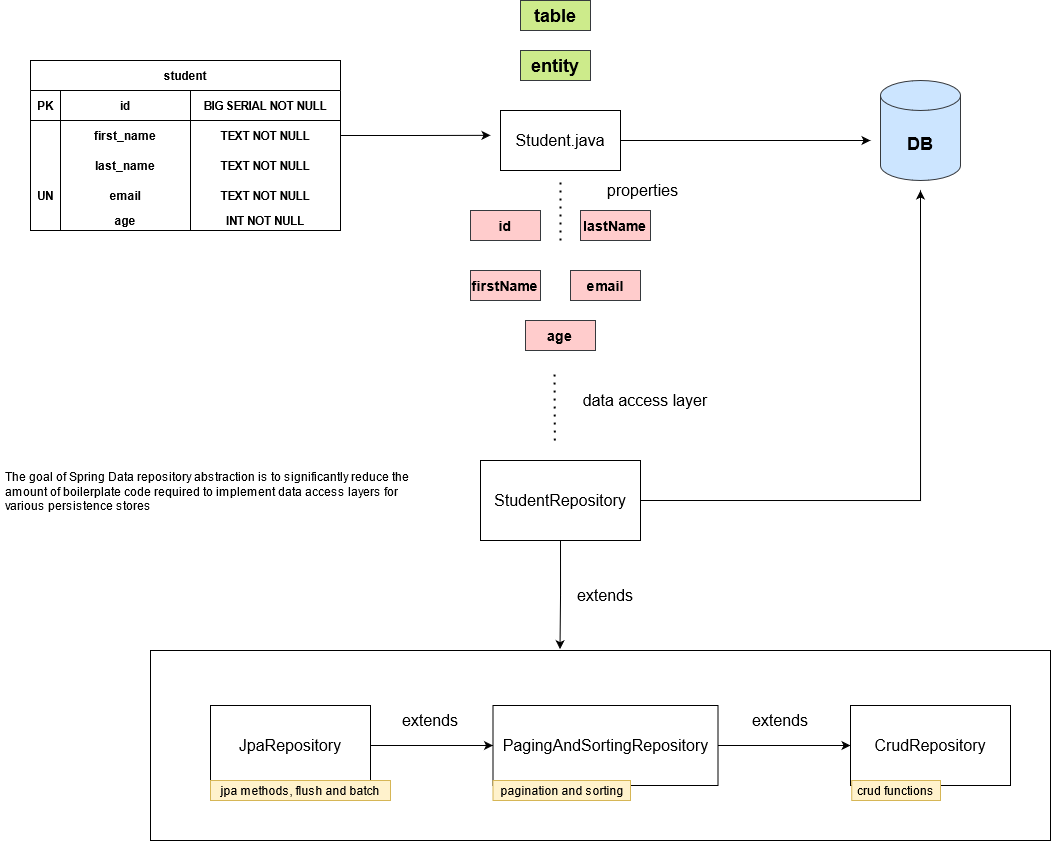 table
entity
student
PK id BIG SERIAL NOT NULL
first_name TEXT NOT NULL
last_name TEXT NOT NULL
UN email TEXT NOT NULL
age INT NOT NULL
Student.java
DB
properties
id
lastName
firstName
email
age
data access layer
The goal of Spring Data repository abstraction is to significantly reduce the
amount of boilerplate code required to implement data access layers for
various persistence stores
StudentRepository
extends
JpaRepository
extends
PagingAndSortingRepository
extends
CrudRepository
jpa methods, flush and batch
pagination and sorting
crud functions